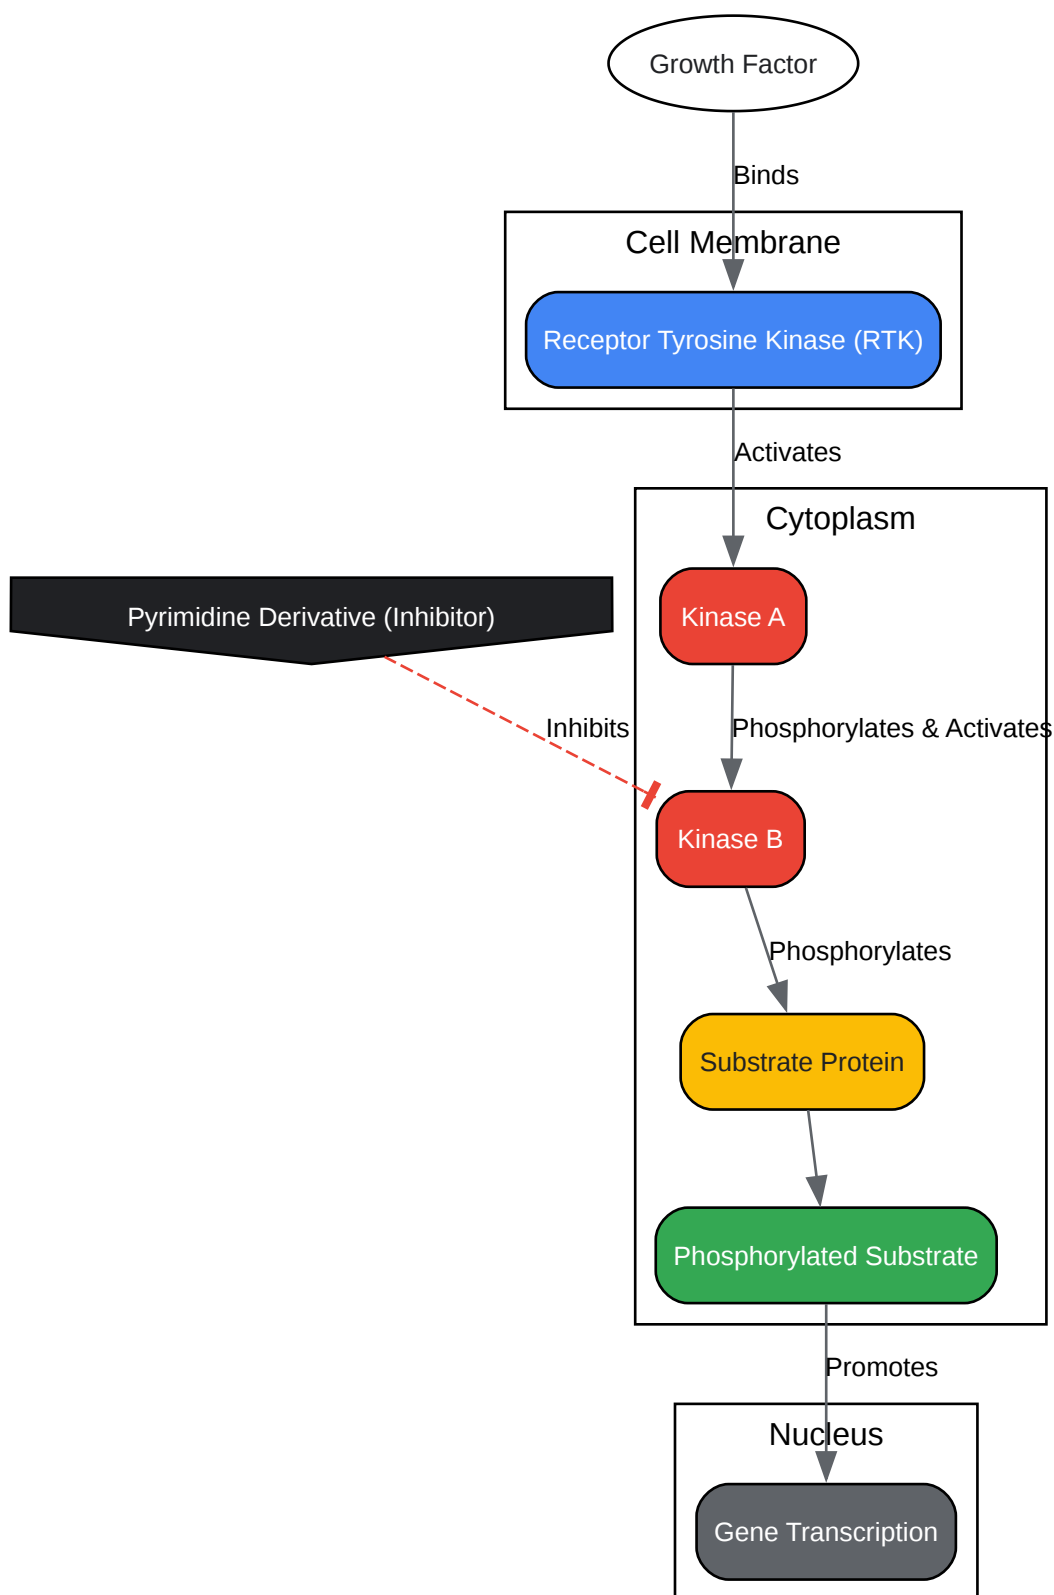 Growth Factor
Binds
Cell Membrane
Receptor Tyrosine Kinase (RTK)
Activates
Cytoplasm
Pyrimidine Derivative (Inhibitor)
Kinase A
Inhibits
Phosphorylates & Activates
Kinase B
Phosphorylates
Substrate Protein
Phosphorylated Substrate
Promotes
Nucleus
Gene Transcription